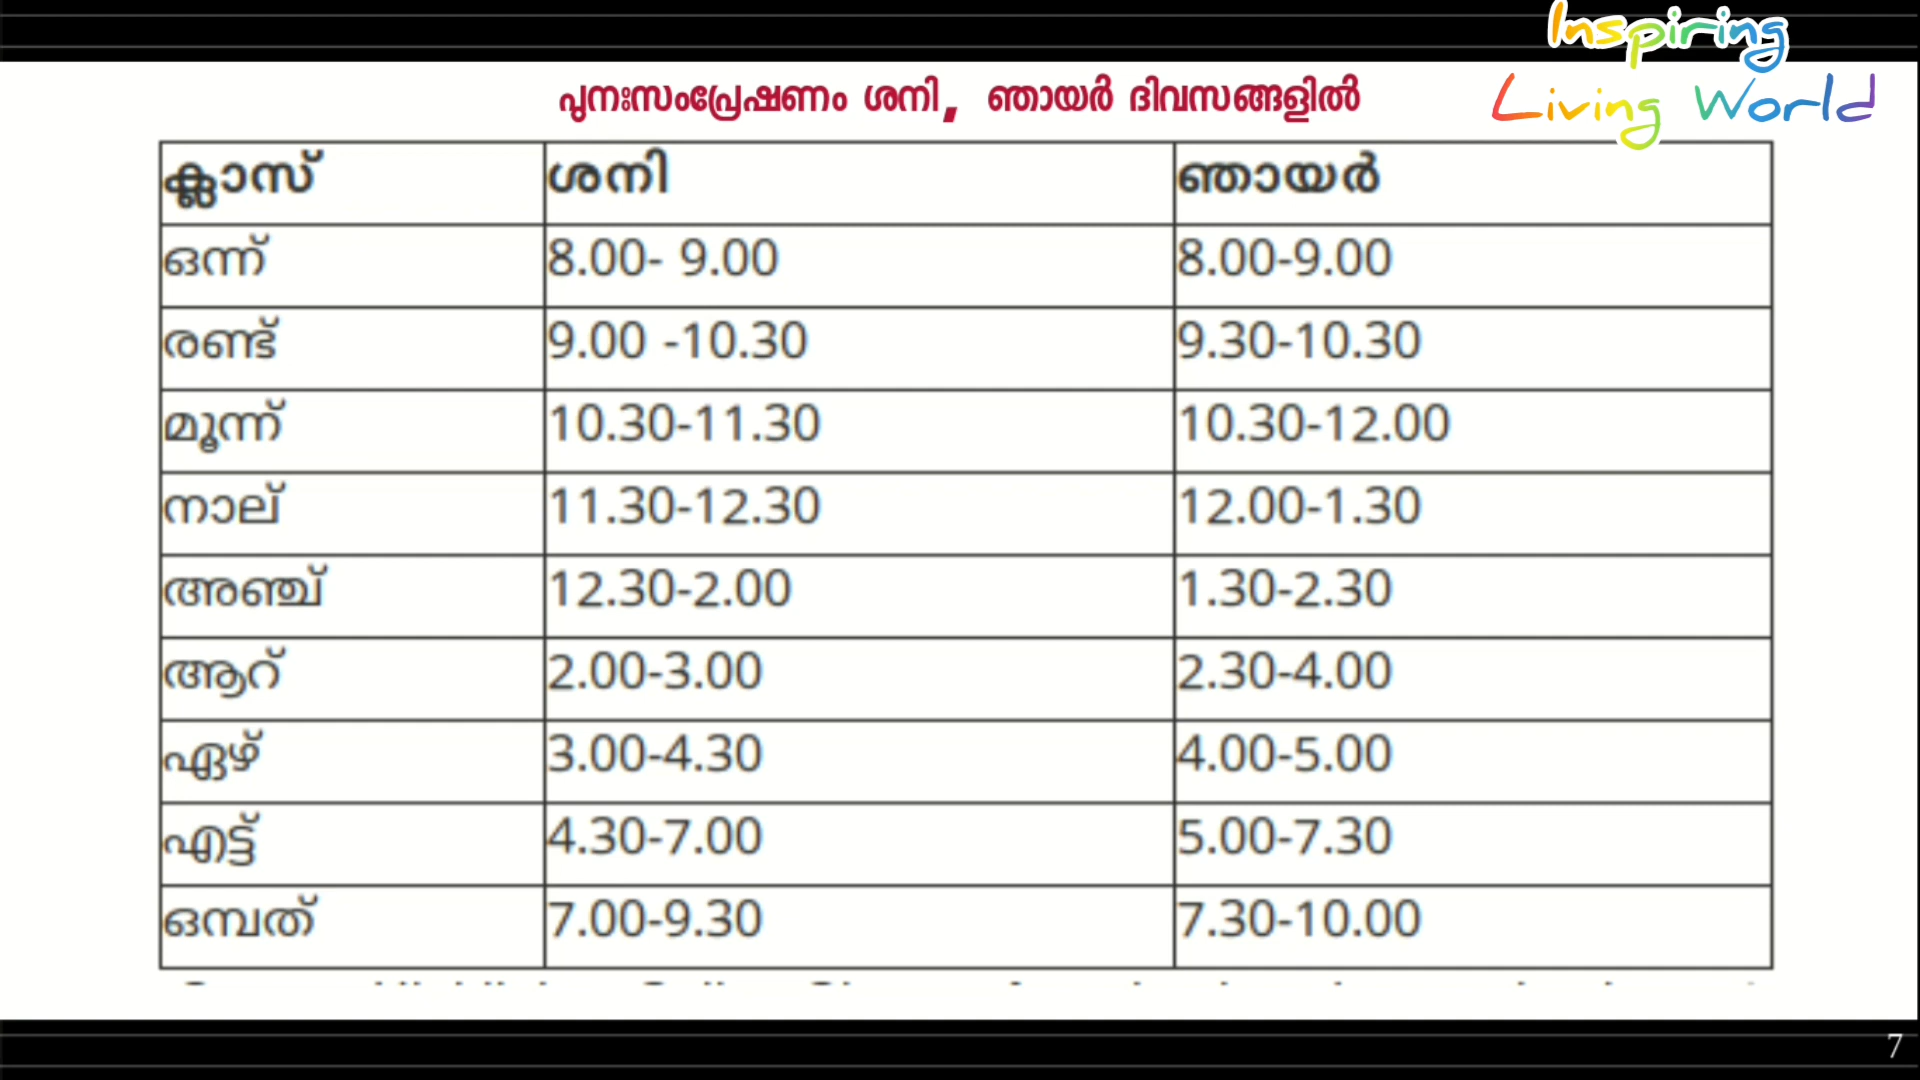 Inspiring
Living World
പുനഃസംപ്രേഷണം ശനി, ഞായർ ദിവസങ്ങളിൽ
ക്ലാസ് ശനി ഞായർ
ഒന്ന് 8.00- 9.00 8.00-9.00
രണ്ട് 9.00 -10.30 9.30-10.30
മൂന്ന് 10.30-11.30 10.30-12.00
നാല് 11.30-12.30 12.00-1.30
അഞ്ച് 12.30-2.00 1.30-2.30
ആറ് 2.00-3.00 2.30-4.00
ഏഴ് 3.00-4.30 4.00-5.00
എട്ട് 4.30-7.00 5.00-7.30
ഒമ്പത് 7.00-9.30 7.30-10.00
7